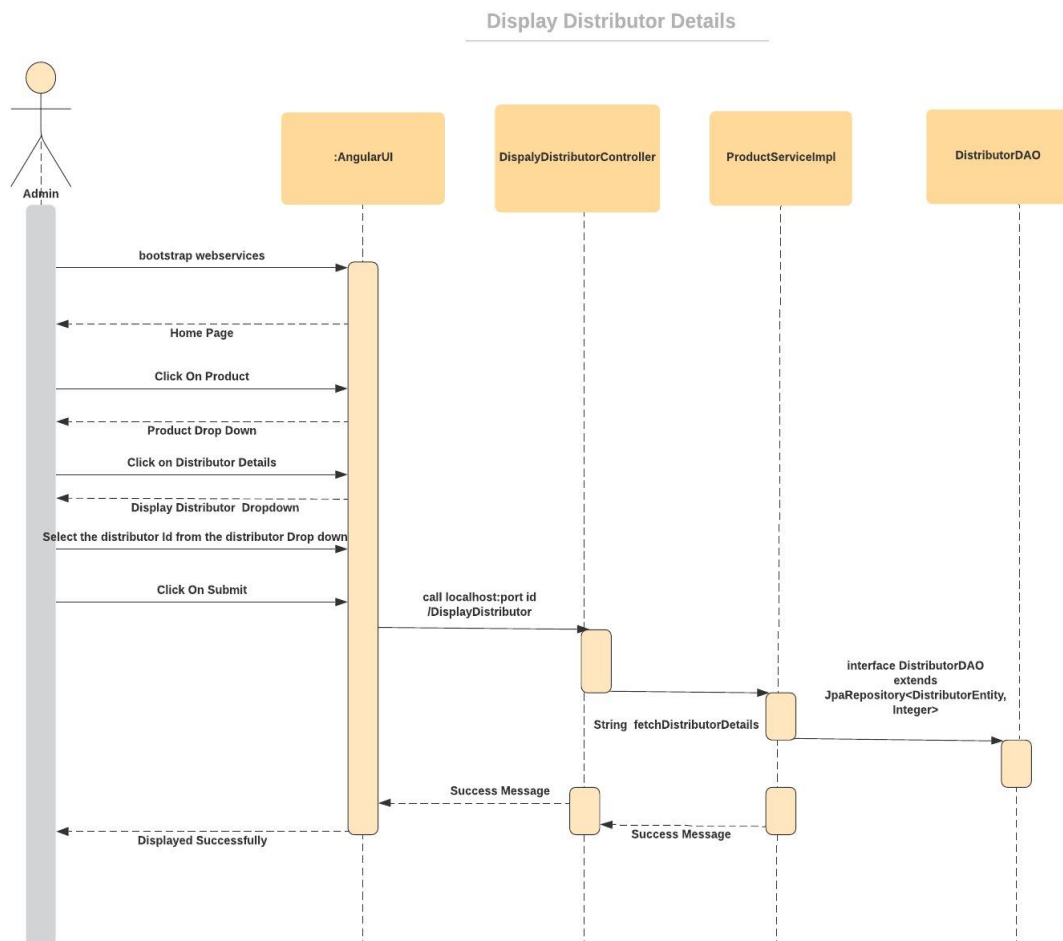 Display Distributor Details
Admin
:AngularUI
DispalyDistributorController
ProductServiceImpl
DistributorDAO
bootstrap webservices
Home Page
Click On Product
Product Drop Down
Click on Distributor Details
Display Distributor Dropdown
Select the distributor Id from the distributor Drop down
Click On Submit
call localhost:port id
/DisplayDistributor
String fetchDistributorDetails
interface DistributorDAO
extends
JpaRepository<DistributorEntity,
Integer>
Success Message
Success Message
Displayed Successfully